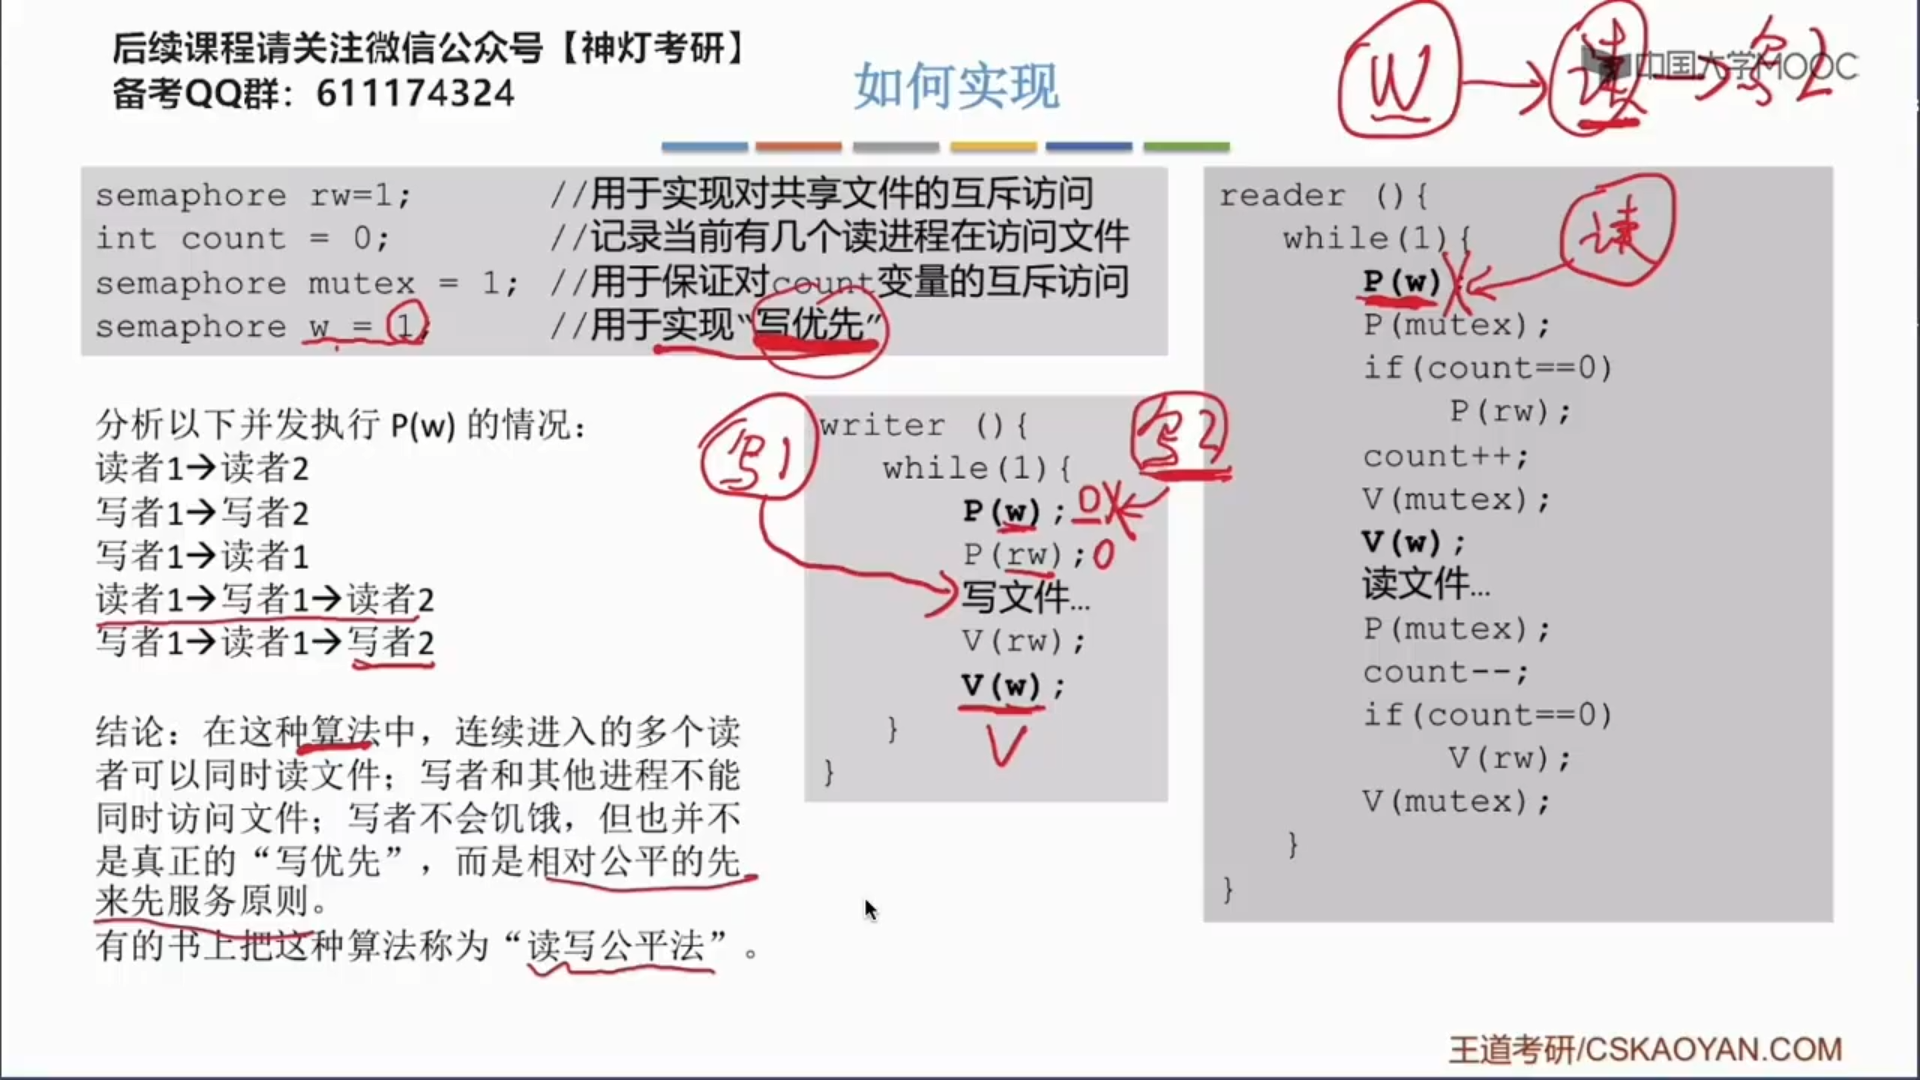 后续课程请关注微信公众号【神灯考研】
备考QQ群：611174324
如何实现
中国大学MOOC
W → 读 → 写2
semaphore rw=1; //用于实现对共享文件的互斥访问
int count = 0; //记录当前有几个读进程在访问文件
semaphore mutex = 1; //用于保证对count变量的互斥访问
semaphore w = 1; //用于实现“写优先”
分析以下并发执行 P(w) 的情况：
读者1→读者2
写者1→写者2
写者1→读者1
读者1→写者1→读者2
写者1→读者1→写者2
结论：在这种算法中，连续进入的多个读
者可以同时读文件；写者和其他进程不能
同时访问文件；写者不会饥饿，但也并不
是真正的“写优先”，而是相对公平的先
来先服务原则。
有的书上把这种算法称为“读写公平法”。
写1
写2
writer (){
while(1){
P(w); 0
P(rw); 0
写文件…
V(rw);
V(w);
V
}
}
读
reader (){
while(1){
P(w);
P(mutex);
if(count==0)
P(rw);
count++;
V(mutex);
V(w);
读文件…
P(mutex);
count--;
if(count==0)
V(rw);
V(mutex);
}
}
王道考研/CSKAOYAN.COM